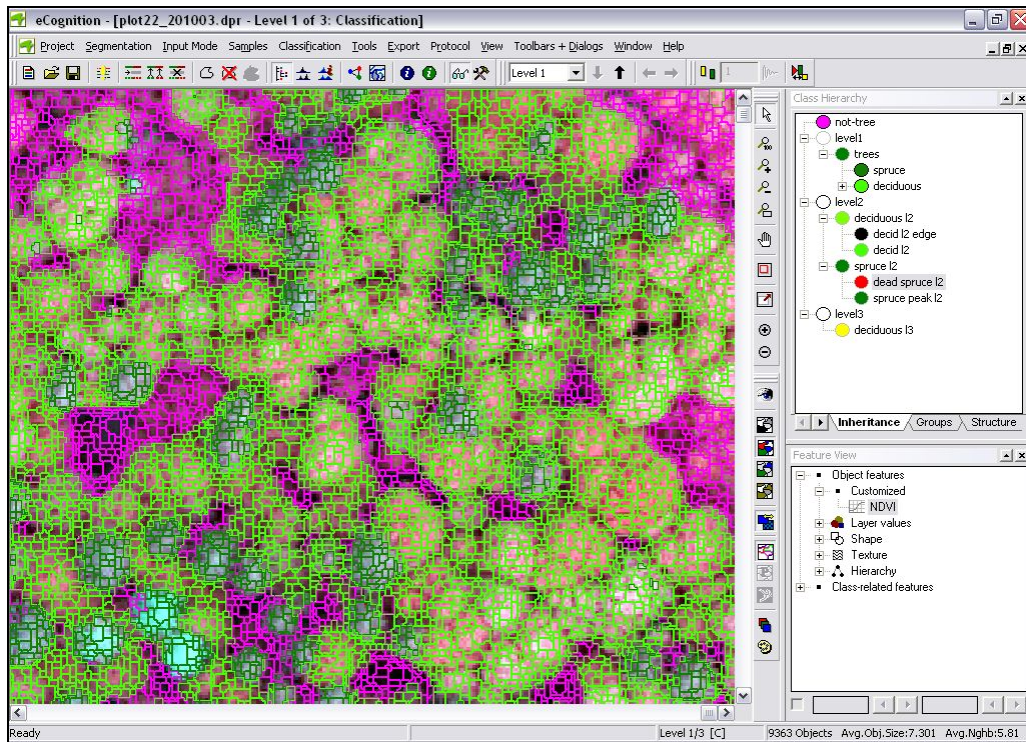 eCognition - [plot22_201003.dpr - Level 1 of 3: Classification]
Project Segmentation Input Mode Samples Classification Tools Export Protocol View Toolbars + Dialogs Window Help
Level 1 1
Class Hierarchy
not-tree
level1
trees
spruce
deciduous
level2
deciduous l2
decid l2 edge
decid l2
spruce l2
dead spruce l2
spruce peak l2
level3
deciduous l3
Inheritance Groups Structure
Feature View
Object features
Customized
NDVI
Layer values
Shape
Texture
Hierarchy
Class-related features
Ready Level 1/3 [C] 9363 Objects Avg.Obj.Size:7.301 Avg.Nghb:5.81